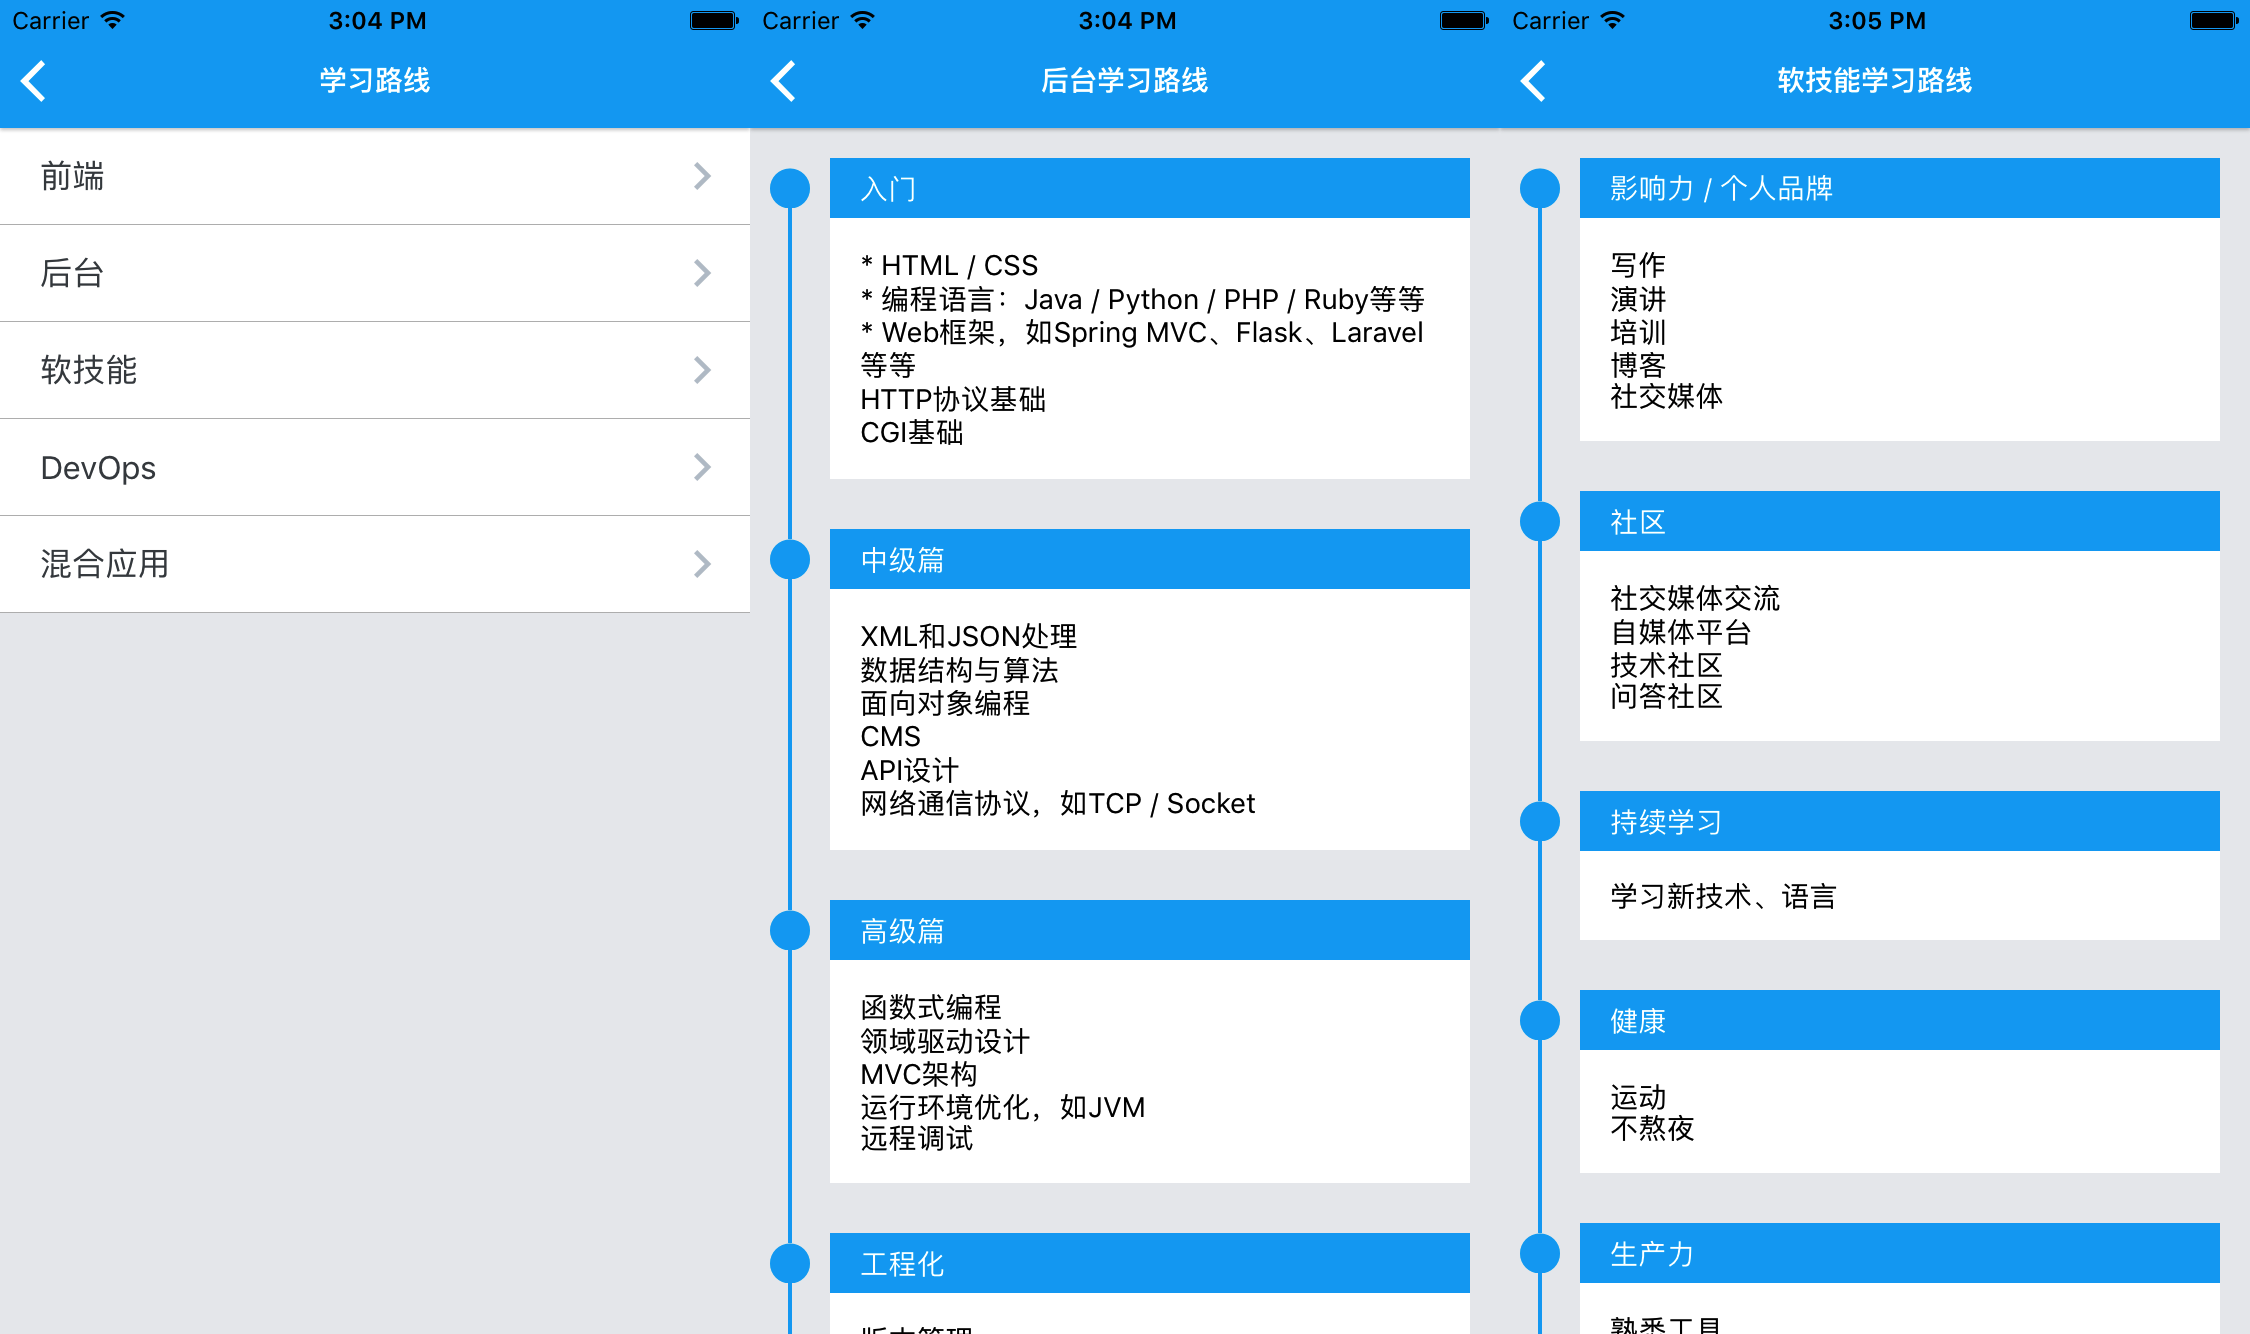 Carrier 3:04 PM
学习路线
前端
后台
软技能
DevOps
混合应用
Carrier 3:04 PM
后台学习路线
入门
* HTML / CSS
* 编程语言：Java / Python / PHP / Ruby等等
* Web框架，如Spring MVC、Flask、Laravel
等等
HTTP协议基础
CGI基础
中级篇
XML和JSON处理
数据结构与算法
面向对象编程
CMS
API设计
网络通信协议，如TCP / Socket
高级篇
函数式编程
领域驱动设计
MVC架构
运行环境优化，如JVM
远程调试
工程化
版本管理
Carrier 3:05 PM
软技能学习路线
影响力 / 个人品牌
写作
演讲
培训
博客
社交媒体
社区
社交媒体交流
自媒体平台
技术社区
问答社区
持续学习
学习新技术、语言
健康
运动
不熬夜
生产力
熟悉工具